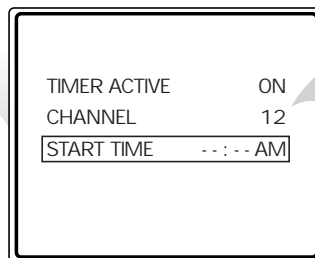 TIMER ACTIVE ON
CHANNEL 12
START TIME - - : - - AM